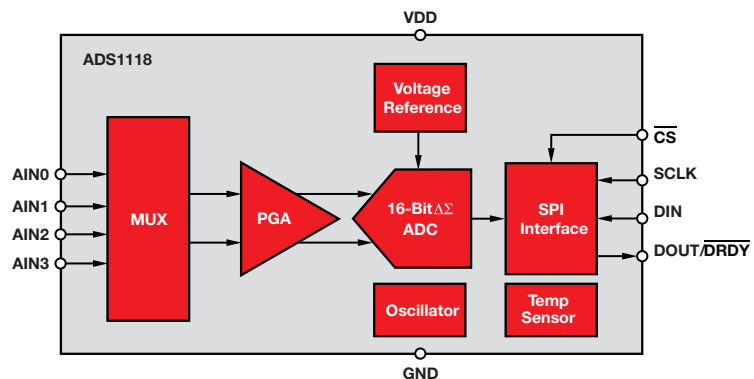 VDD
ADS1118
Voltage
Reference
CS
AIN0
SCLK
AIN1
MUX
PGA
16-Bit ΔΣ
ADC
SPI
Interface
DIN
AIN2
AIN3
DOUT/DRDY
Oscillator
Temp
Sensor
GND